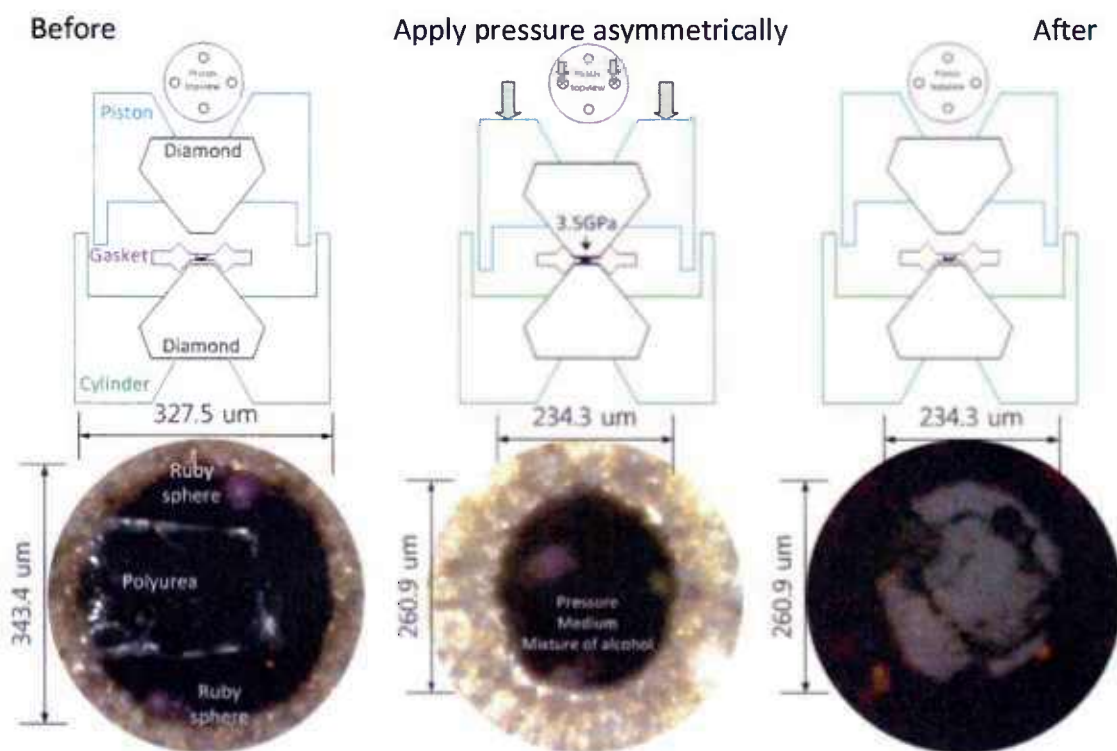 Before
Apply pressure asymmetrically
After
Piston
Diamond
3.5GPa
Gasket
Diamond
Cylinder
327.5 um
234.3 um
234.3 um
Ruby
sphere
343.4 um
Polyurea
Ruby
sphere
260.9 um
Pressure
Medium
Mixture of alcohol
260.9 um